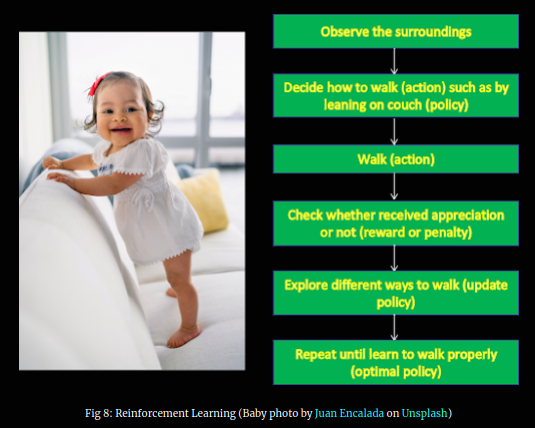 Observe the surroundings
Decide how to walk (action) such as by
leaning on couch (policy)
Walk (action)
Check whether received appreciation
or not (reward or penalty)
Explore different ways to walk (update
policy)
Repeat until learn to walk properly
(optimal policy)
Fig 8: Reinforcement Learning (Baby photo by Juan Encalada on Unsplash)